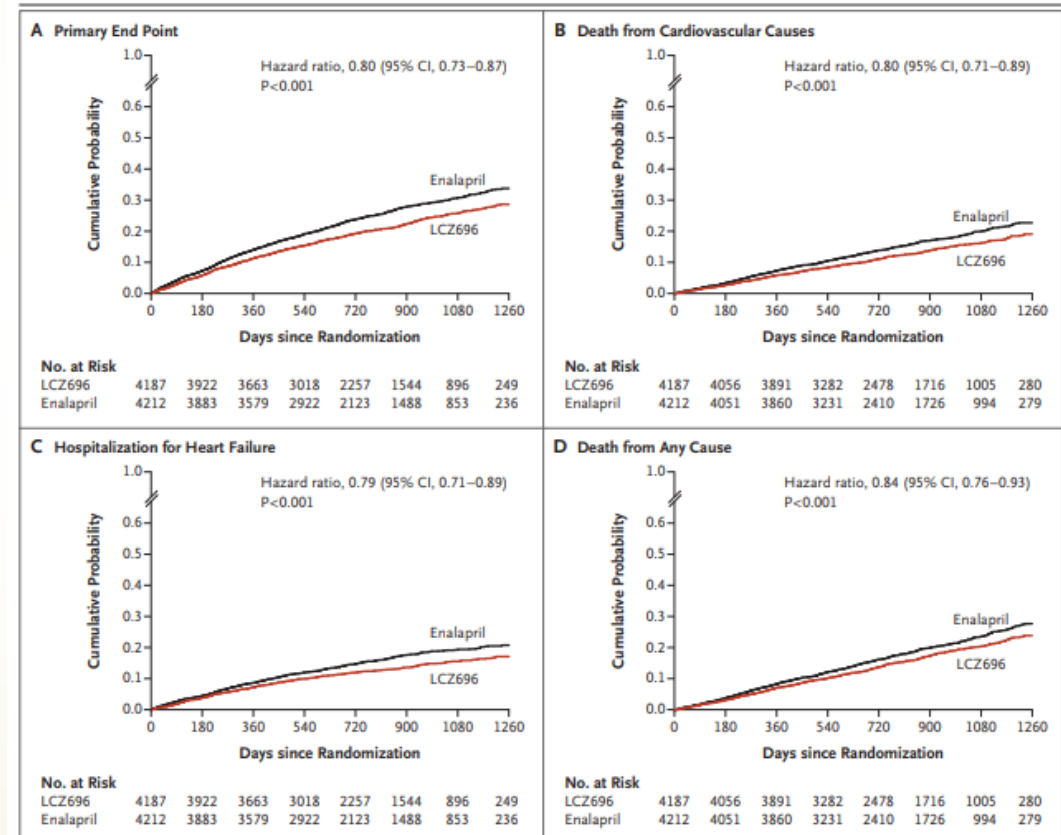 A Primary End Point
1.0
Hazard ratio, 0.80 (95% CI, 0.73–0.87)
P<0.001
0.6
0.5
0.4
0.3
0.2
0.1
0.0
Cumulative Probability
Enalapril
LCZ696
0 180 360 540 720 900 1080 1260
Days since Randomization
No. at Risk
LCZ696 4187 3922 3663 3018 2257 1544 896 249
Enalapril 4212 3883 3579 2922 2123 1488 853 236
B Death from Cardiovascular Causes
1.0
Hazard ratio, 0.80 (95% CI, 0.71–0.89)
P<0.001
0.6
0.5
0.4
0.3
0.2
0.1
0.0
Cumulative Probability
Enalapril
LCZ696
0 180 360 540 720 900 1080 1260
Days since Randomization
No. at Risk
LCZ696 4187 4056 3891 3282 2478 1716 1005 280
Enalapril 4212 4051 3860 3231 2410 1726 994 279
C Hospitalization for Heart Failure
1.0
Hazard ratio, 0.79 (95% CI, 0.71–0.89)
P<0.001
0.6
0.5
0.4
0.3
0.2
0.1
0.0
Cumulative Probability
Enalapril
LCZ696
0 180 360 540 720 900 1080 1260
Days since Randomization
No. at Risk
LCZ696 4187 3922 3663 3018 2257 1544 896 249
Enalapril 4212 3883 3579 2922 2123 1488 853 236
D Death from Any Cause
1.0
Hazard ratio, 0.84 (95% CI, 0.76–0.93)
P<0.001
0.6
0.5
0.4
0.3
0.2
0.1
0.0
Cumulative Probability
Enalapril
LCZ696
0 180 360 540 720 900 1080 1260
Days since Randomization
No. at Risk
LCZ696 4187 4056 3891 3282 2478 1716 1005 280
Enalapril 4212 4051 3860 3231 2410 1726 994 279